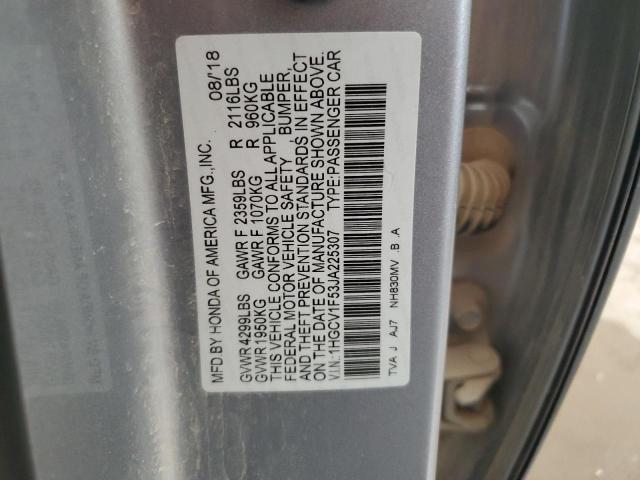 MFD.BY HONDA OF AMERICA MFG.,INC. 08/'18
GVWR 4299LBS GAWR F 2359LBS R 2116LBS
GVWR 1950KG GAWR F 1070KG R 960KG
THIS VEHICLE CONFORMS TO ALL APPLICABLE
FEDERAL MOTOR VEHICLE SAFETY , BUMPER,
AND THEFT PREVENTION STANDARDS IN EFFECT
ON THE DATE OF MANUFACTURE SHOWN ABOVE.
V.I.N.:1HGCV1F53JA225307 TYPE:PASSENGER CAR
TVA J AJ7 NH830MV .B .A